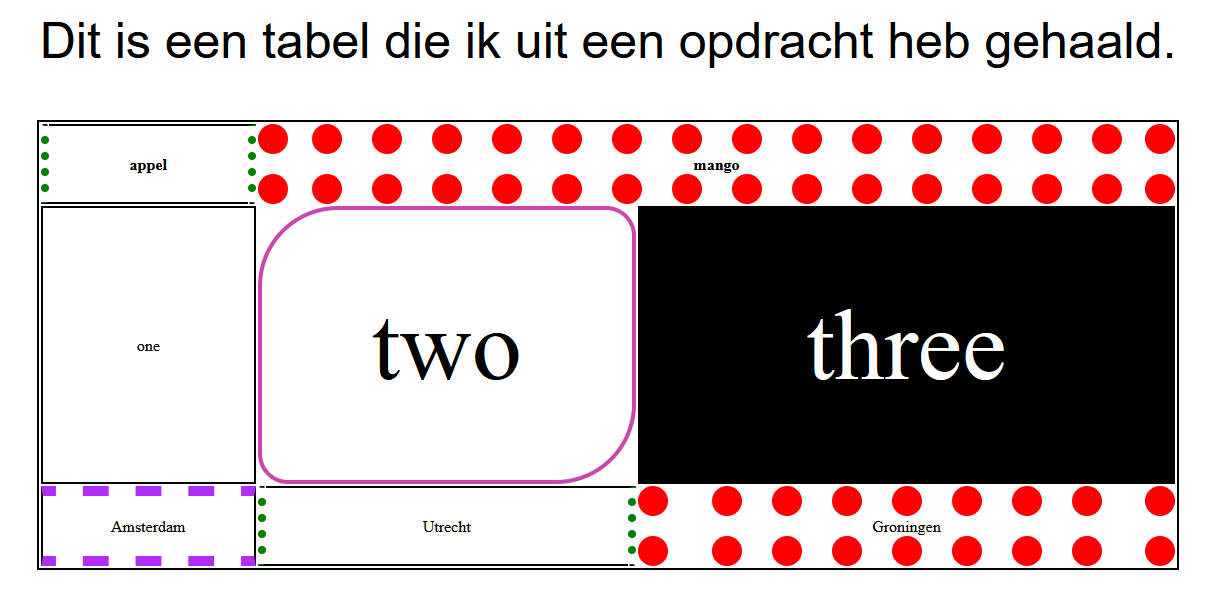 Dit is een tabel die ik uit een opdracht heb gehaald.
appel mango
one two three
Amsterdam Utrecht Groningen